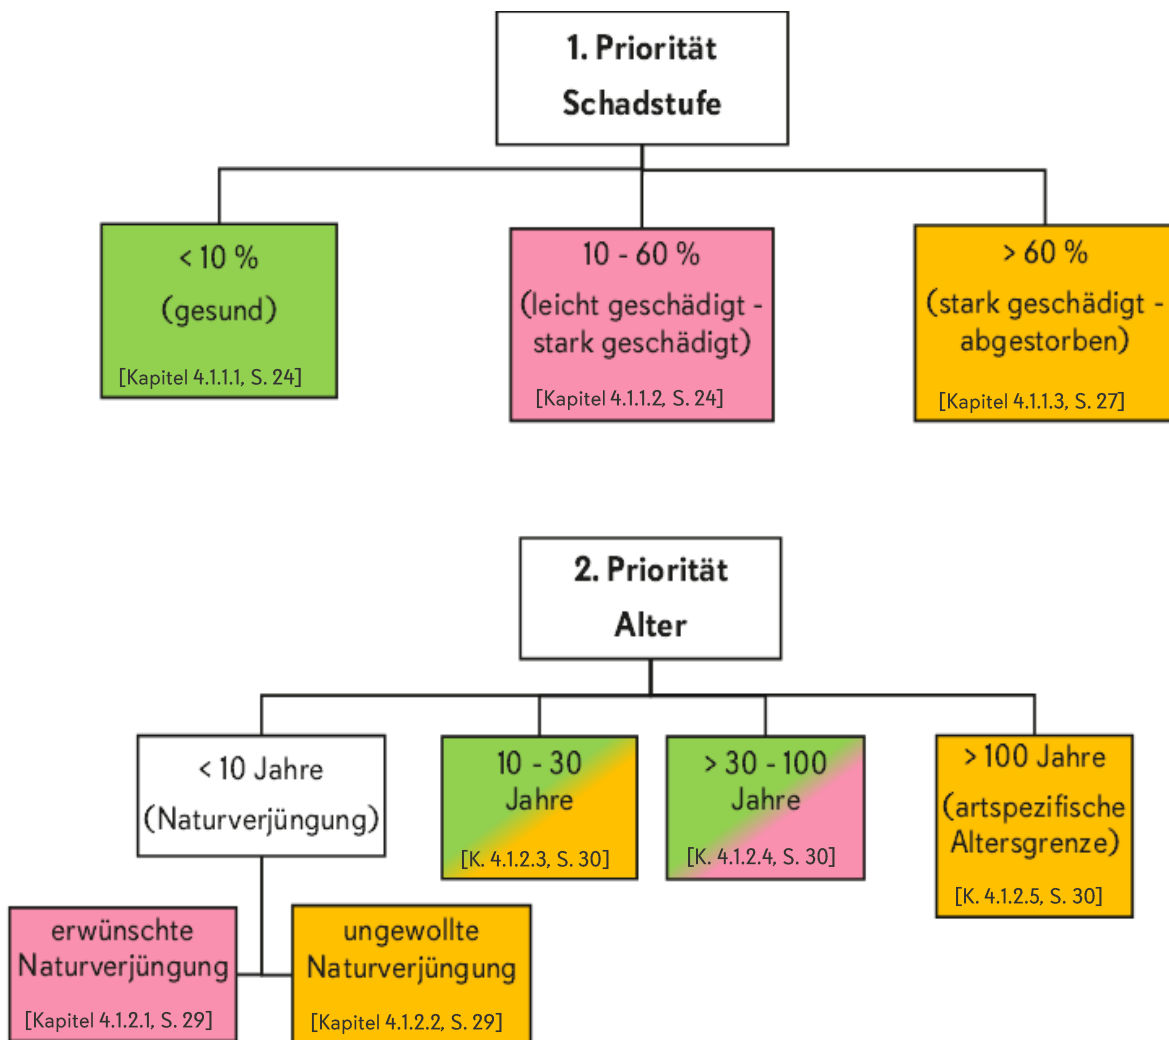 1. Priorität
Schadstufe
< 10 %
(gesund)
[Kapitel 4.1.1.1, S. 24]
10 - 60 %
(leicht geschädigt -
stark geschädigt)
[Kapitel 4.1.1.2, S. 24]
> 60 %
(stark geschädigt -
abgestorben)
[Kapitel 4.1.1.3, S. 27]
2. Priorität
Alter
< 10 Jahre
(Naturverjüngung)
10 - 30
Jahre
[K. 4.1.2.3, S. 30]
> 30 - 100
Jahre
[K. 4.1.2.4, S. 30]
> 100 Jahre
(artspezifische
Altersgrenze)
[K. 4.1.2.5, S. 30]
erwünschte
Naturverjüngung
[Kapitel 4.1.2.1, S. 29]
ungewollte
Naturverjüngung
[Kapitel 4.1.2.2, S. 29]